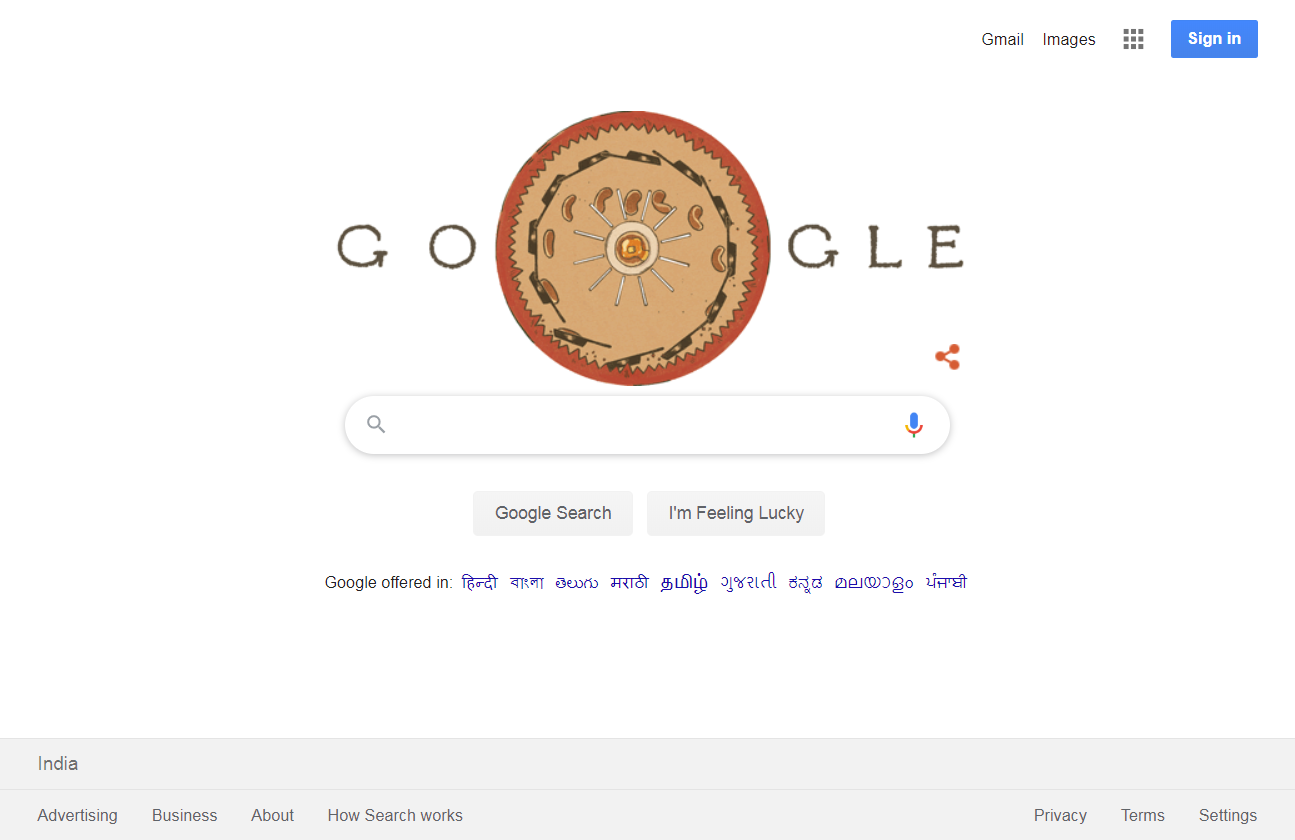 Gmail Images Sign in
GO GLE
Google Search I'm Feeling Lucky
Google offered in: हिन्दी বাংলা తెలుగు मराठी தமிழ் ગુજરાતી ಕನ್ನಡ മലയാളം ਪੰਜਾਬੀ
India
Advertising Business About How Search works Privacy Terms Settings